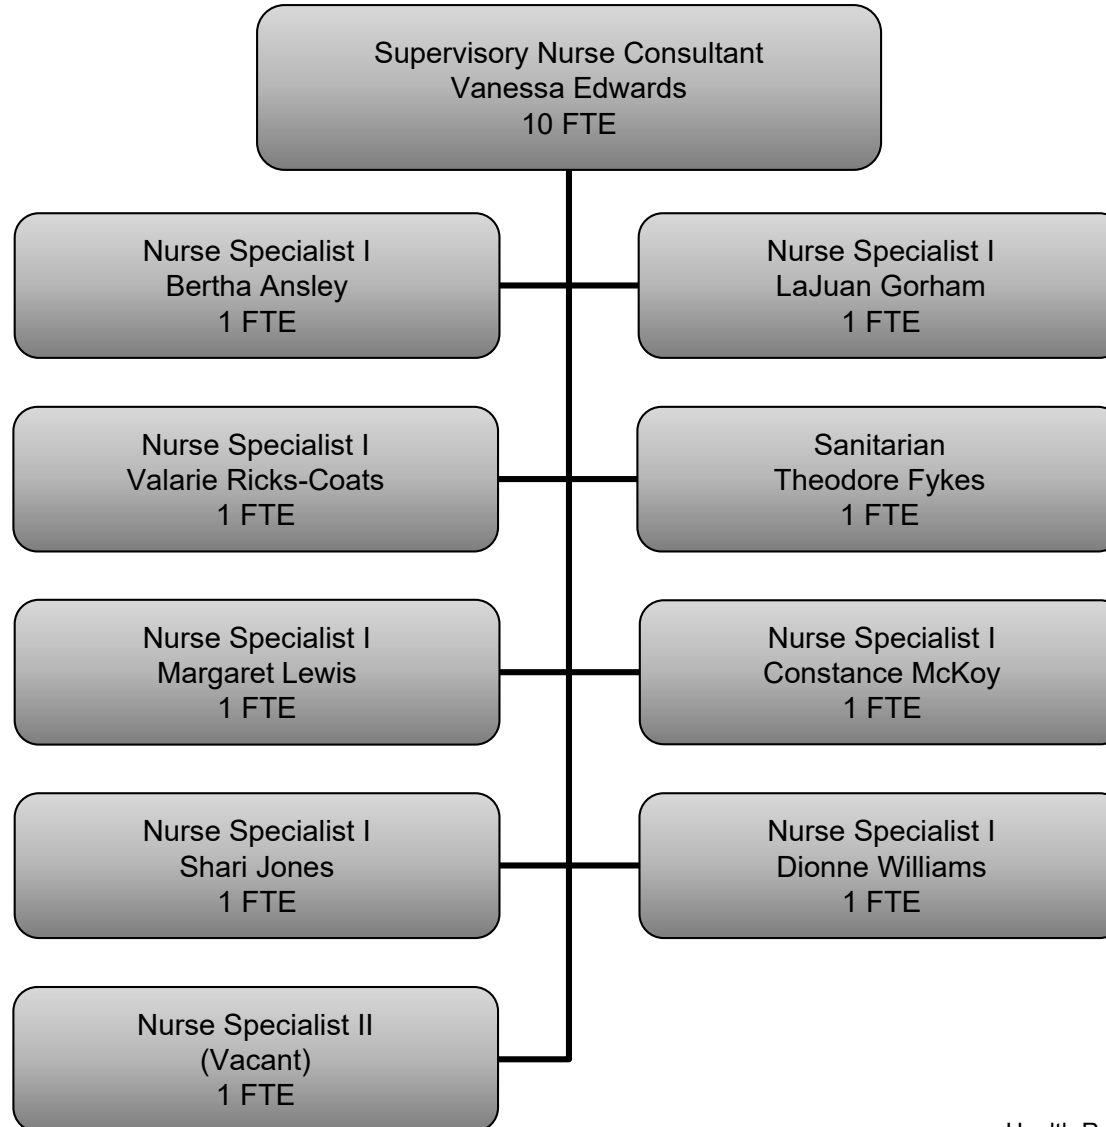 Supervisory Nurse Consultant
Vanessa Edwards
10 FTE
Nurse Specialist I
Bertha Ansley
1 FTE
Nurse Specialist I
LaJuan Gorham
1 FTE
Nurse Specialist I
Valarie Ricks-Coats
1 FTE
Sanitarian
Theodore Fykes
1 FTE
Nurse Specialist I
Margaret Lewis
1 FTE
Nurse Specialist I
Constance McKoy
1 FTE
Nurse Specialist I
Shari Jones
1 FTE
Nurse Specialist I
Dionne Williams
1 FTE
Nurse Specialist II
(Vacant)
1 FTE